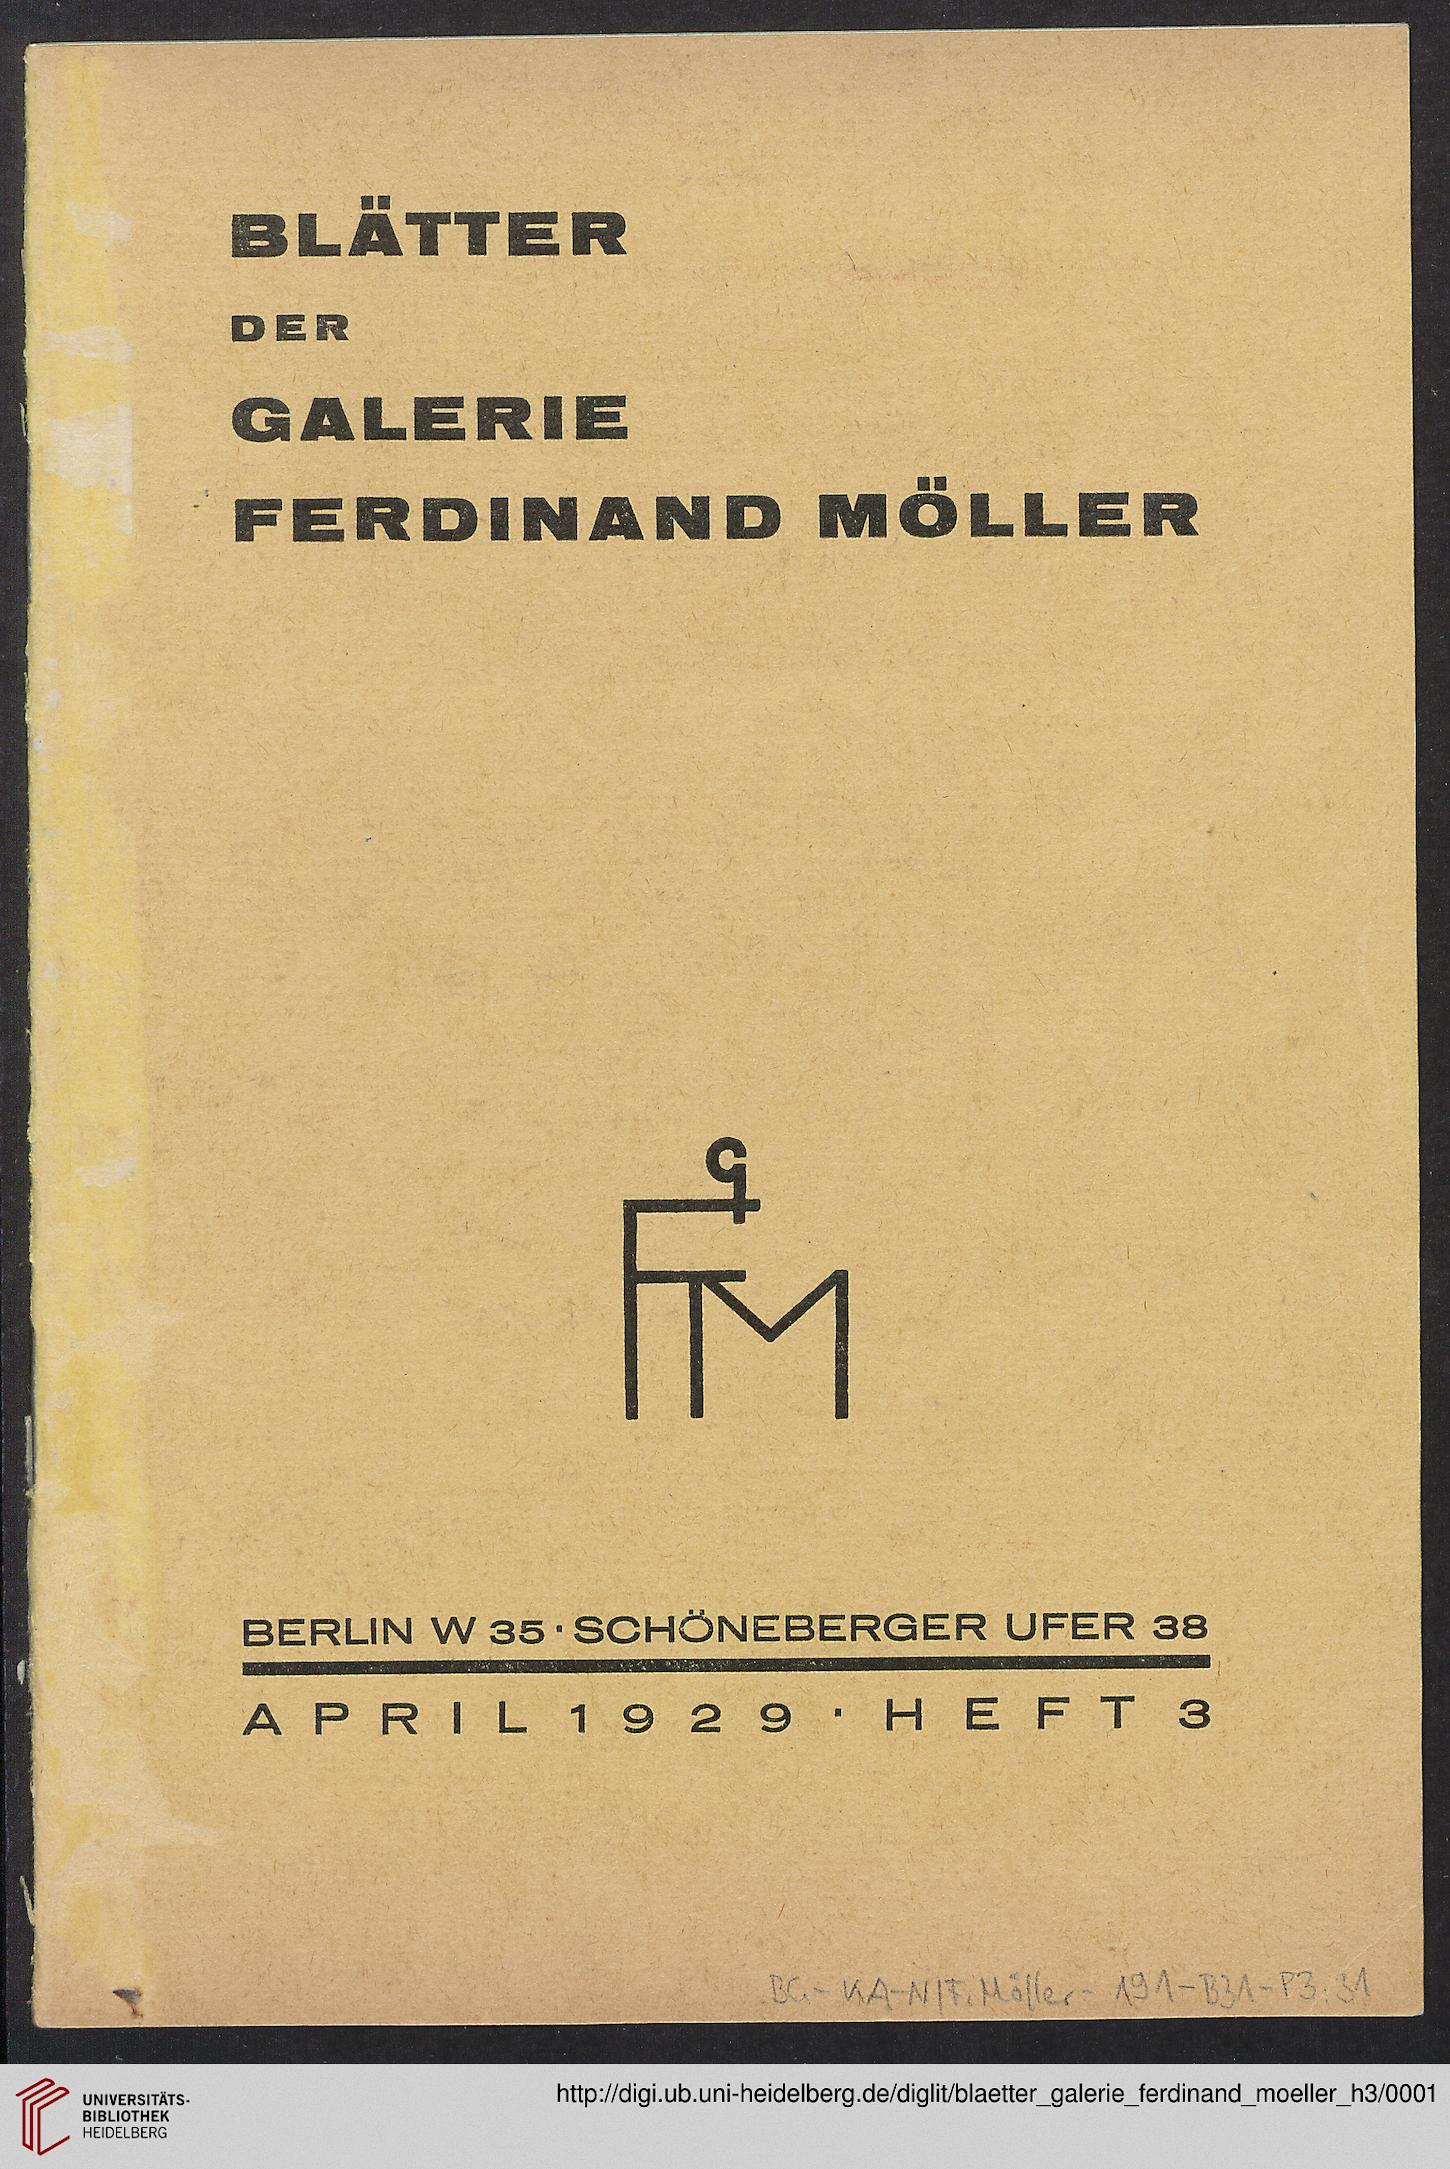 BLÄTTER
DER
GALERIE
FERDINAND MÖLLER
G
FM
BERLIN W 35 · SCHÖNEBERGER UFER 38
APRIL 1929 · HEFT 3
BG-KA-N/F.Möller-191-B31-P3:31
UNIVERSITÄTS-
BIBLIOTHEK
HEIDELBERG
http://digi.ub.uni-heidelberg.de/diglit/blaetter_galerie_ferdinand_moeller_h3/0001